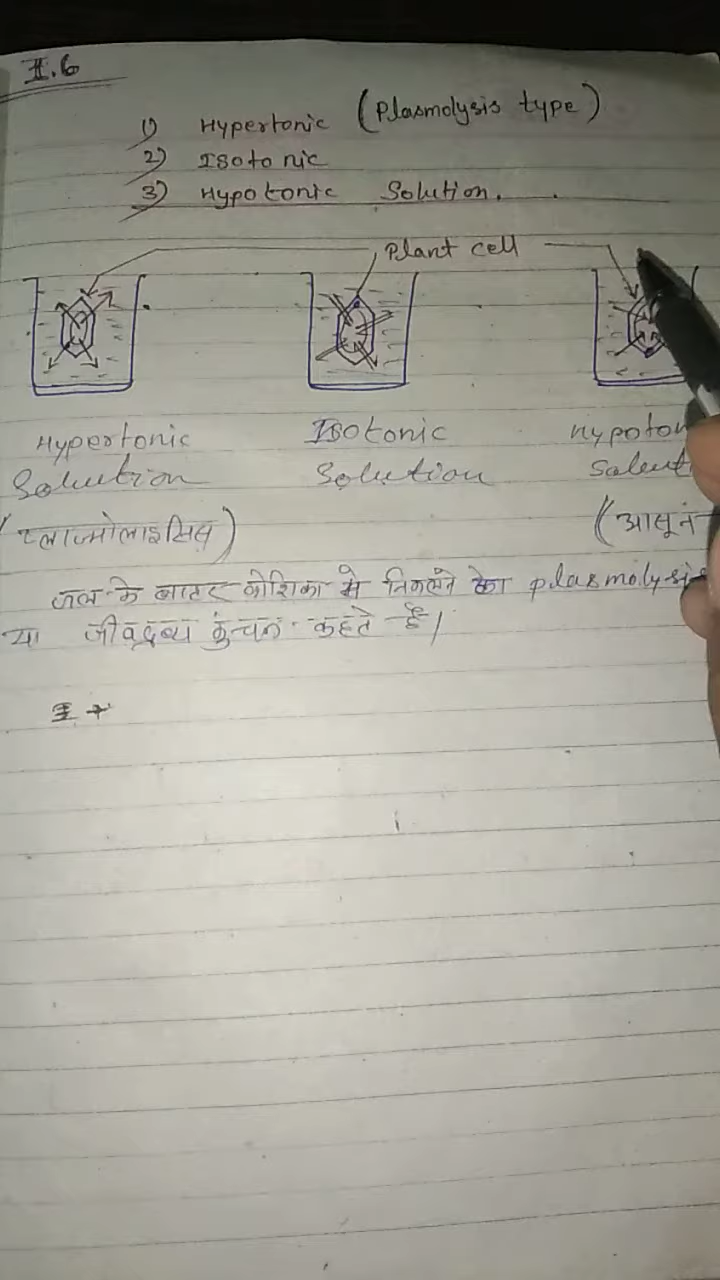 I.6
1) Hypertonic (Plasmolysis type)
2) Isotonic
3) Hypotonic Solution.
Plant cell
Hypertonic Isotonic
Solution Solution
(प्लाज्मोलाइसिस)
जल के बाहर कोशिका से निकलने का plasmolysis
या जीवद्रव्य कुंचन कहते है।
I →